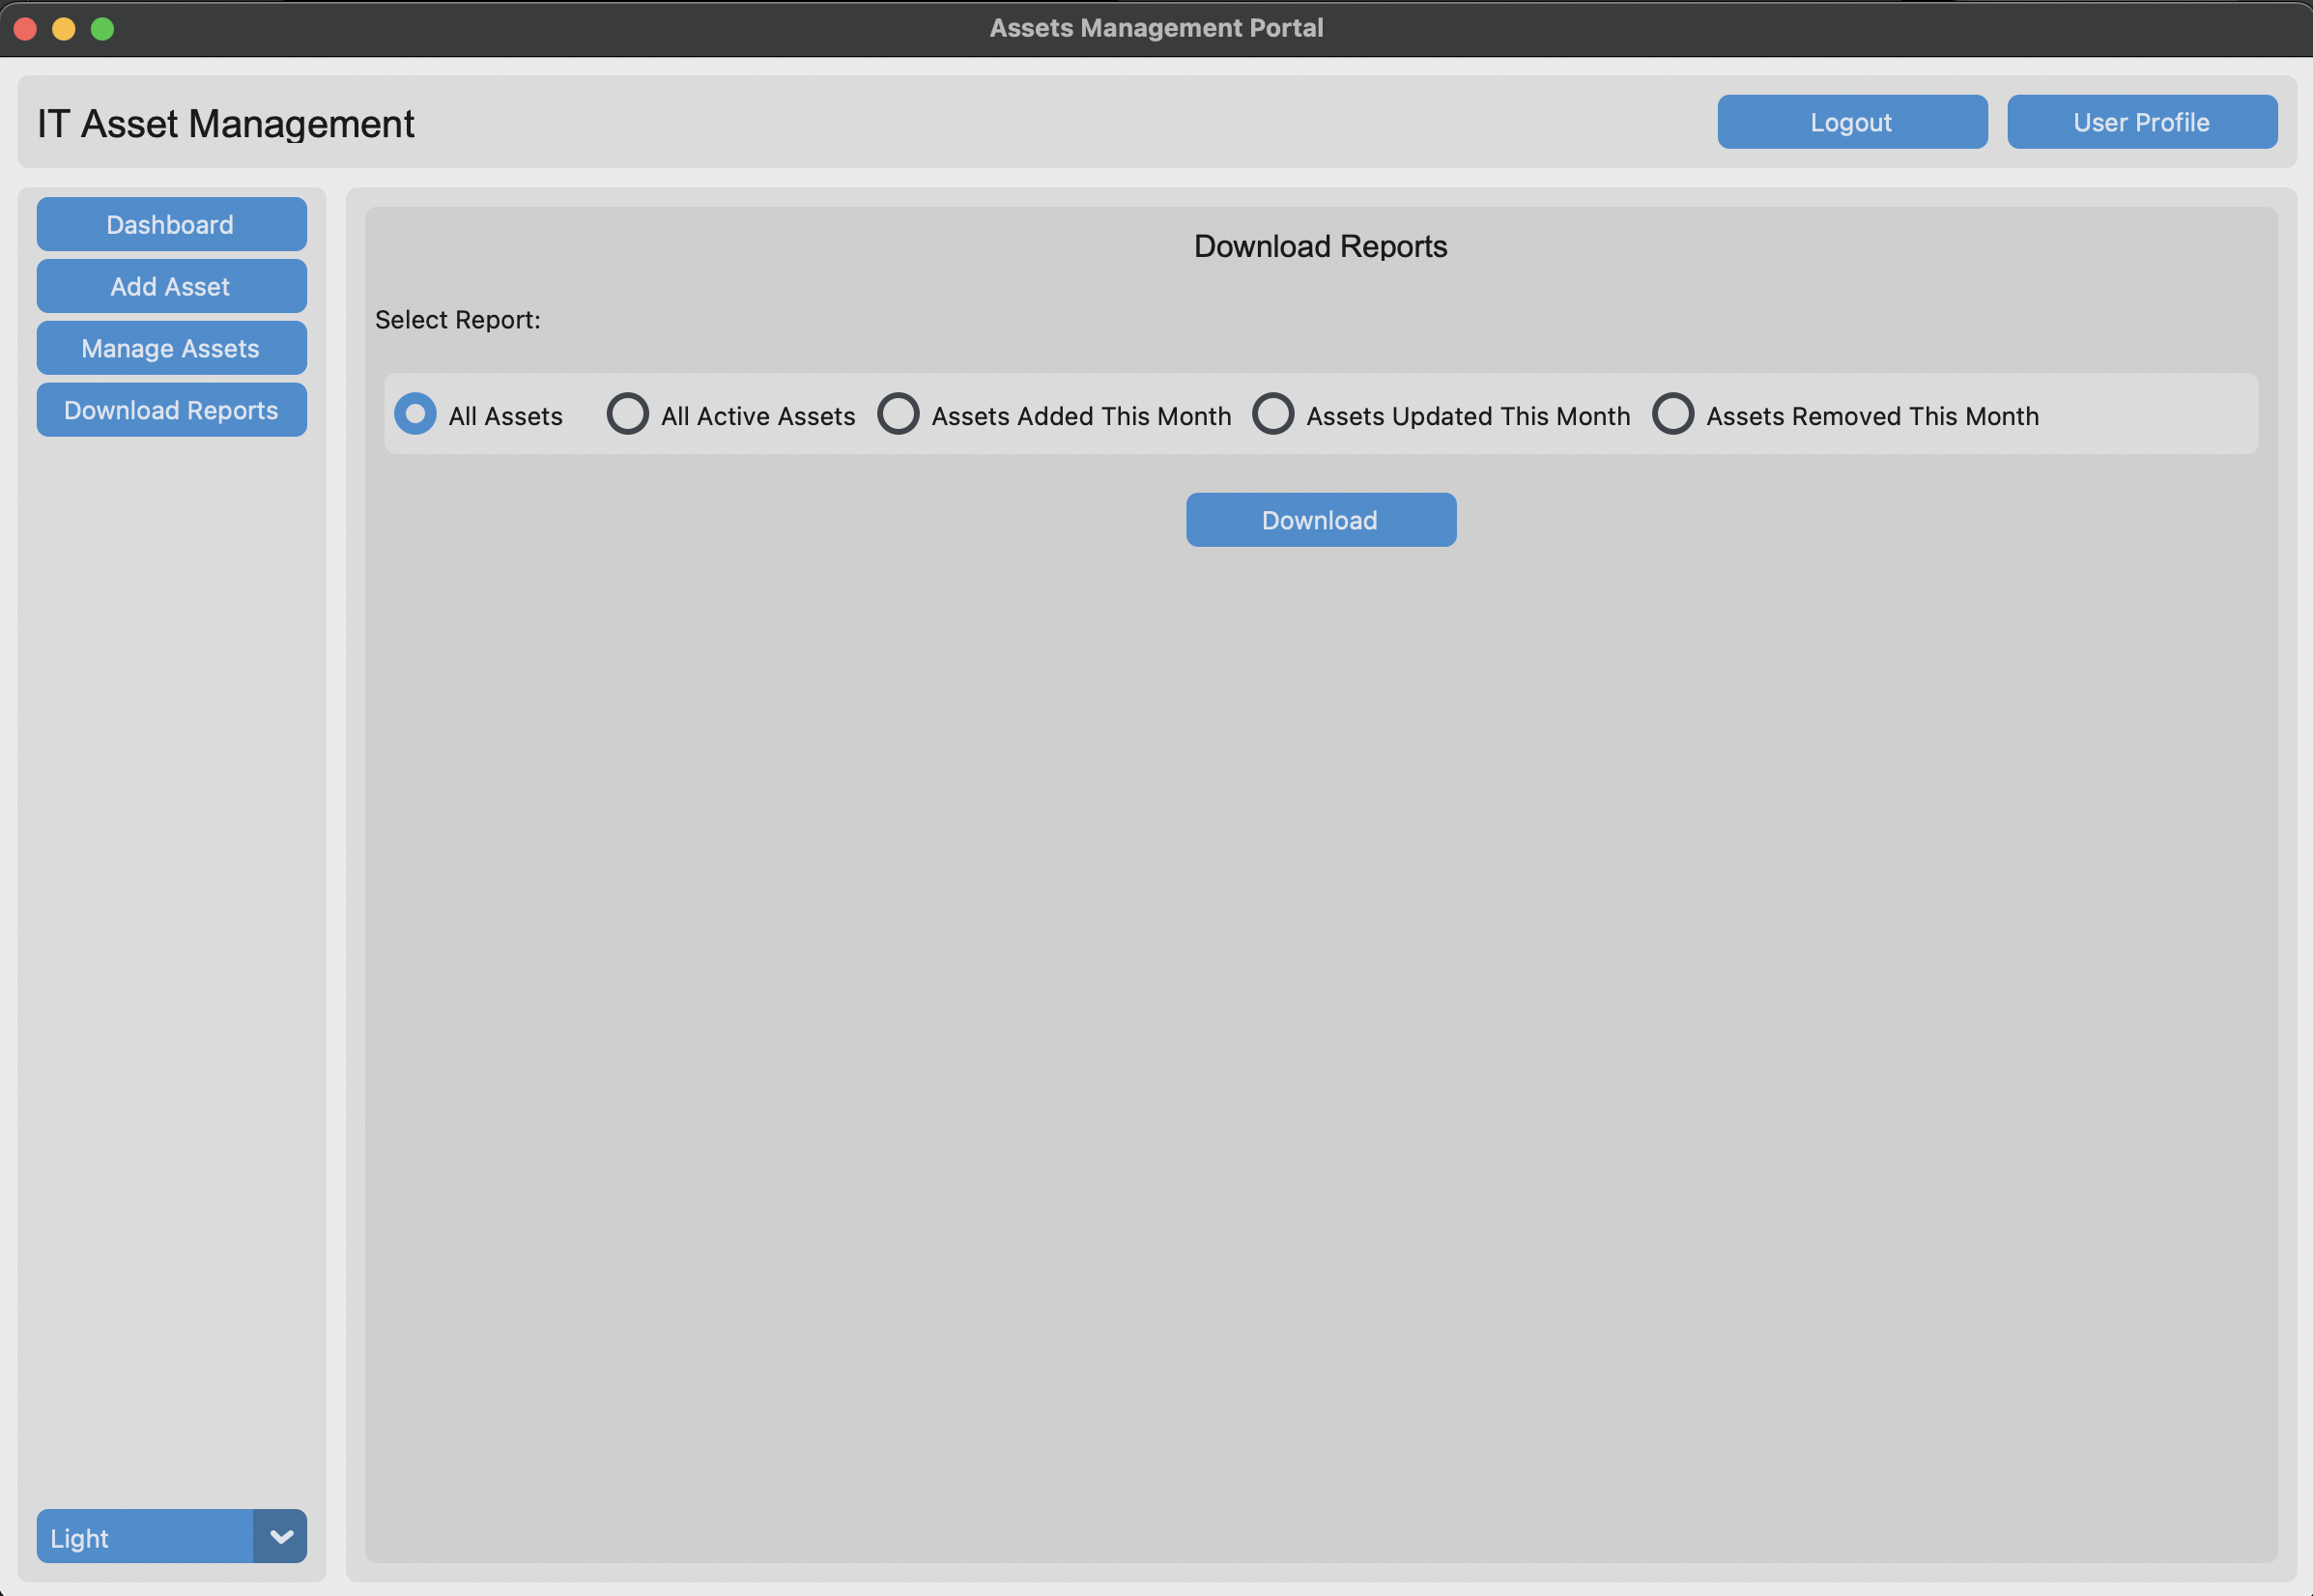 Assets Management Portal
IT Asset Management
Logout
User Profile
Dashboard
Add Asset
Manage Assets
Download Reports
Download Reports
Select Report:
All Assets
All Active Assets
Assets Added This Month
Assets Updated This Month
Assets Removed This Month
Download
Light